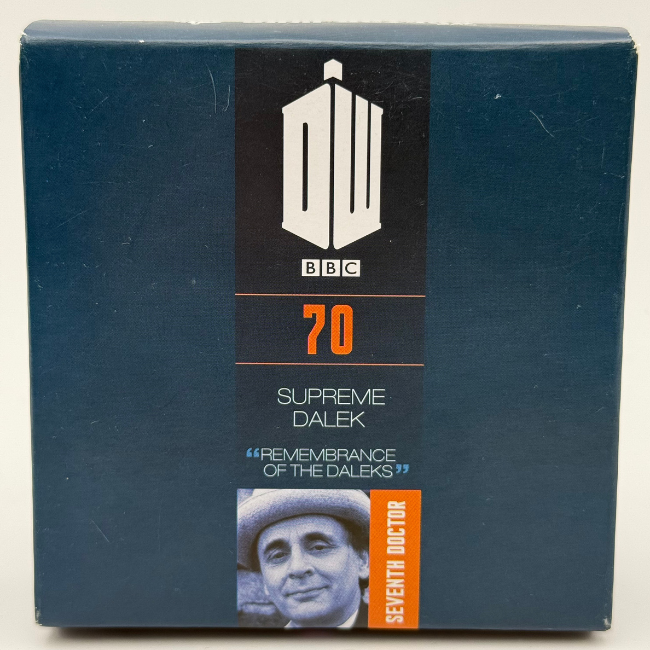 DW
BBC
70
SUPREME
DALEK
“REMEMBRANCE
OF THE DALEKS”
SEVENTH DOCTOR